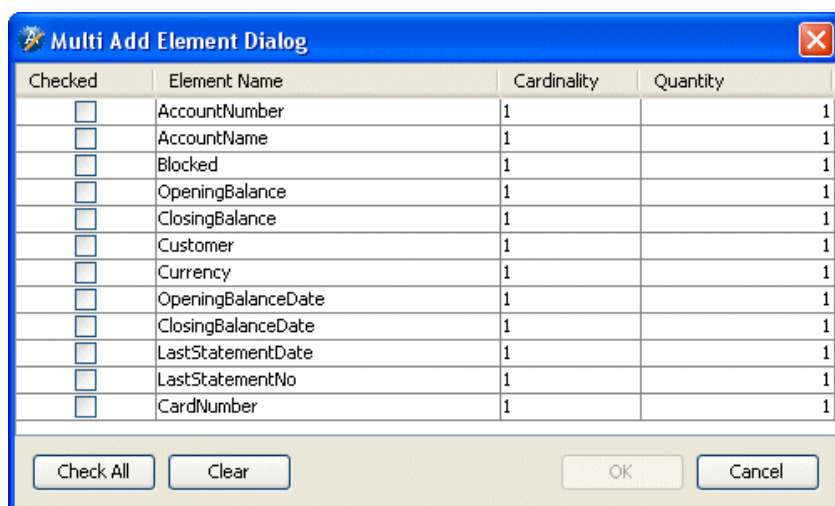 Multi Add Element Dialog
Checked Element Name Cardinality Quantity
AccountNumber 1 1
AccountName 1 1
Blocked 1 1
OpeningBalance 1 1
ClosingBalance 1 1
Customer 1 1
Currency 1 1
OpeningBalanceDate 1 1
ClosingBalanceDate 1 1
LastStatementDate 1 1
LastStatementNo 1 1
CardNumber 1 1
Check All Clear OK Cancel